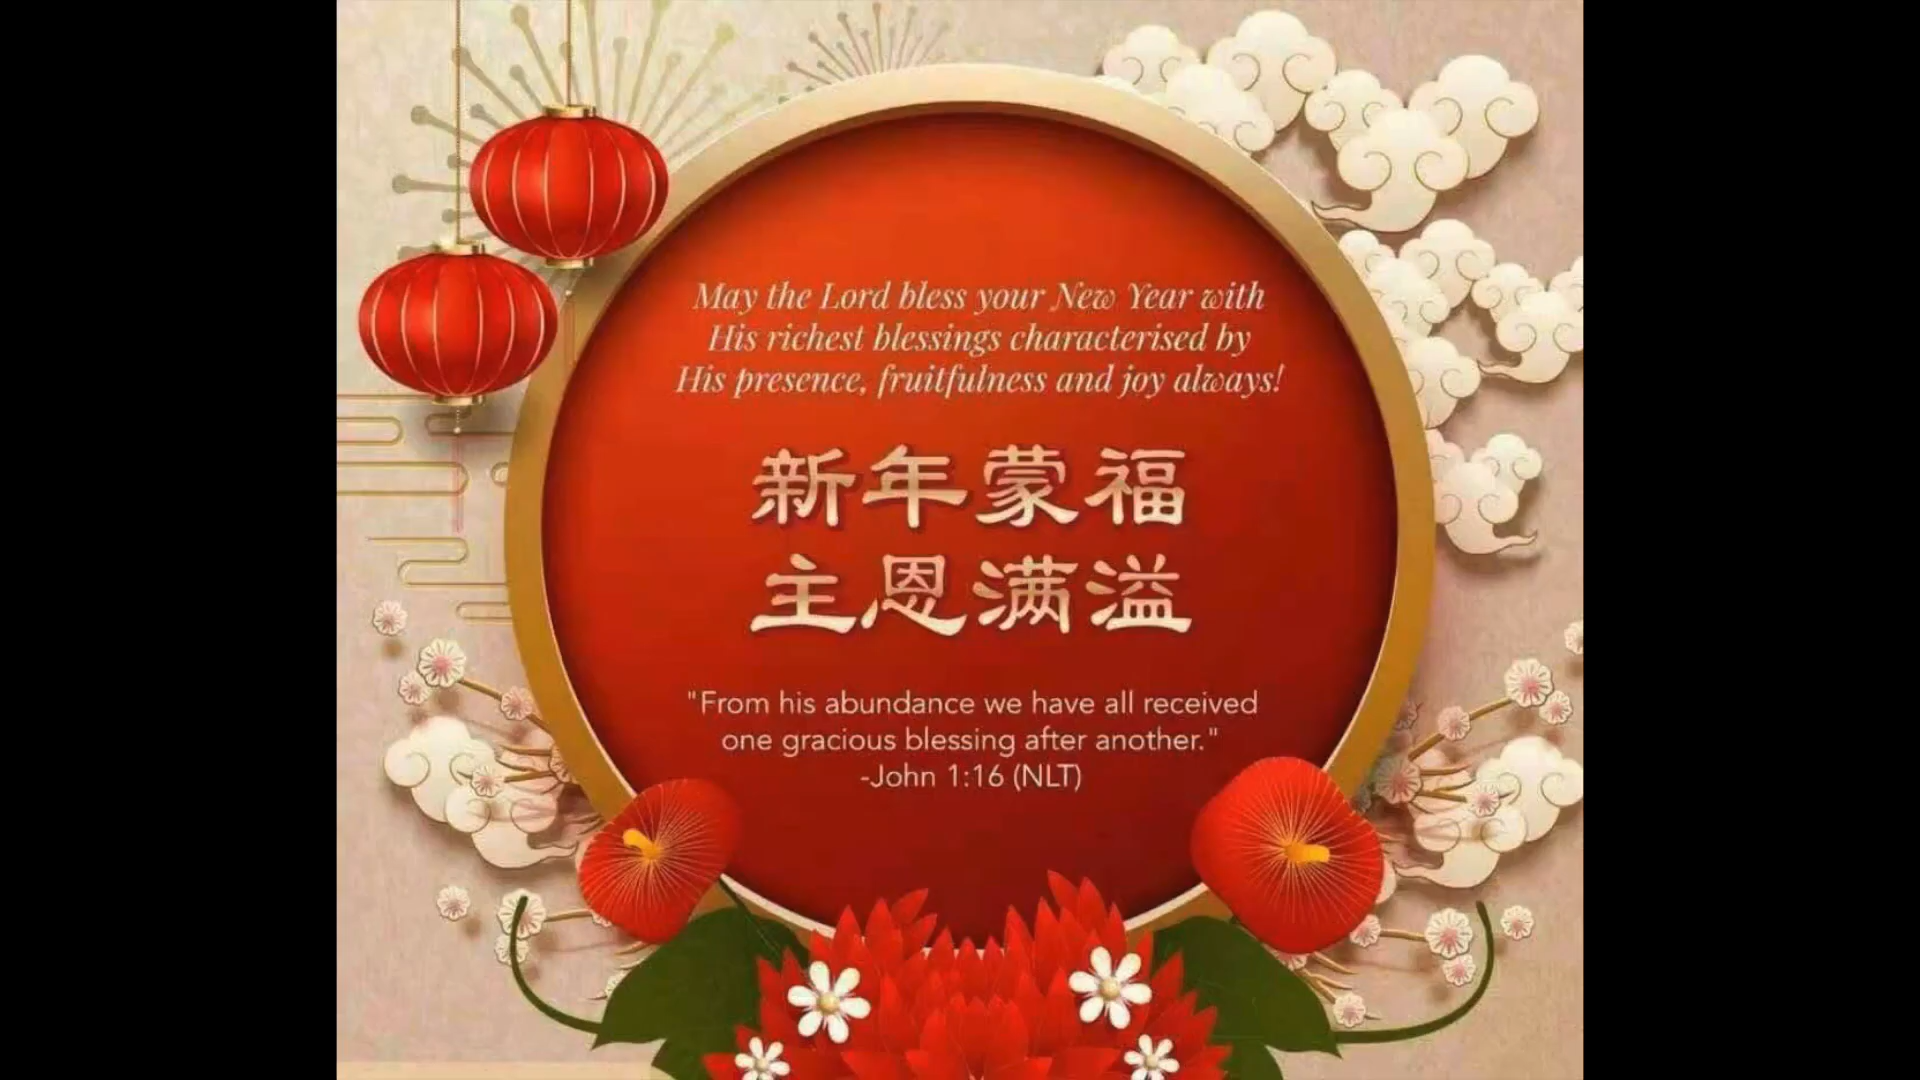 May the Lord bless your New Year with
His richest blessings characterised by
His presence, fruitfulness and joy always!
新年蒙福
主恩满溢
"From his abundance we have all received
one gracious blessing after another."
-John 1:16 (NLT)